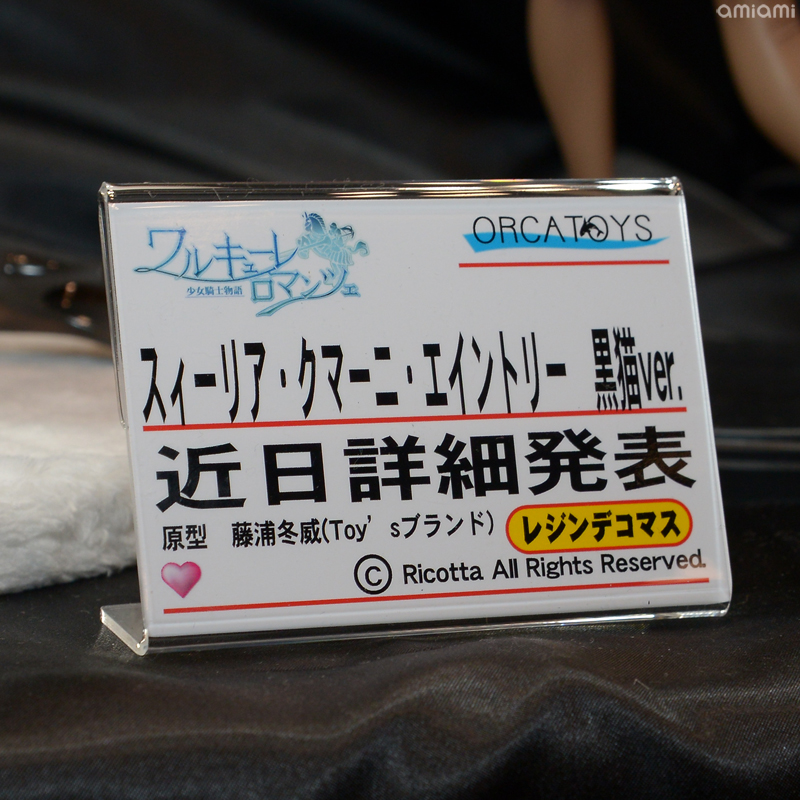 amiami
ワルキューレ
ロマンツェ
少女騎士物語
ORCATOYS
スィーリア・クマーニ・エイントリー 黒猫ver.
近日詳細発表
原型 藤浦冬威(Toy'sブランド)
レジンデコマス
© Ricotta All Rights Reserved.